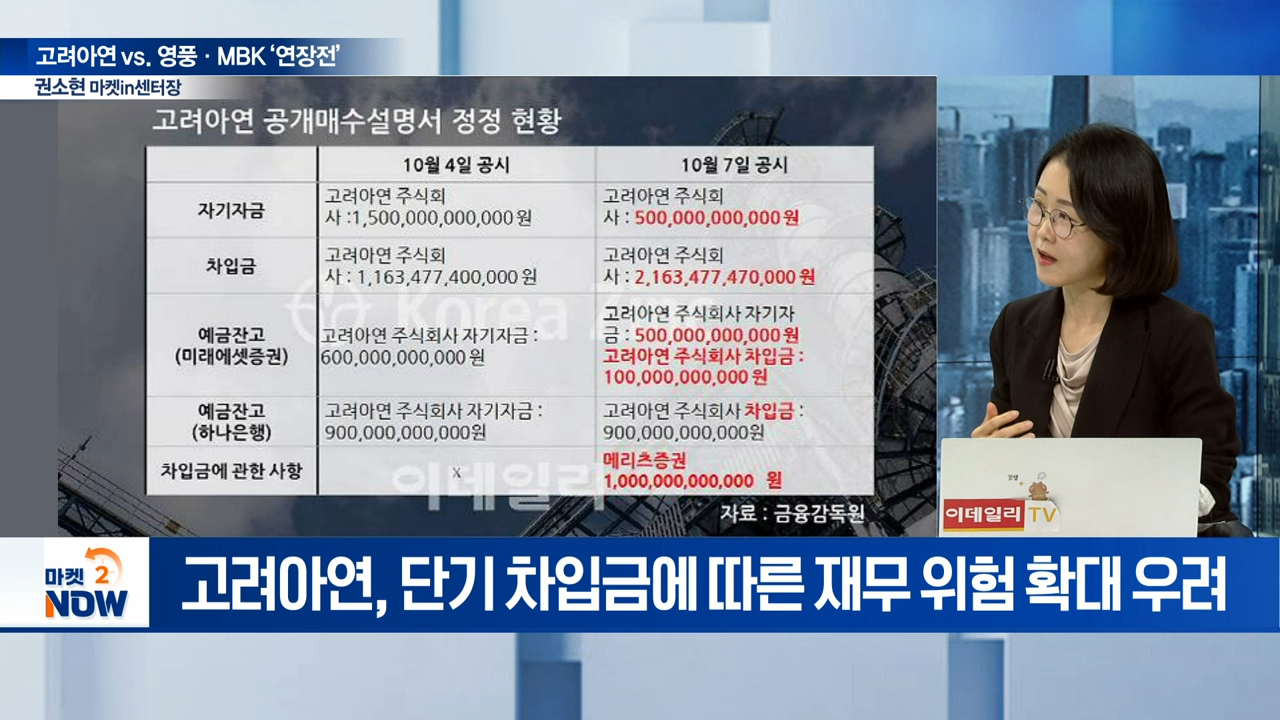 고려아연 vs. 영풍 · MBK ‘연장전’
권소현 마켓in센터장
고려아연 공개매수설명서 정정 현황
10월 4일 공시
10월 7일 공시
자기자금
고려아연 주식회
사 :1,500,000,000,000원
고려아연 주식회
사 : 500,000,000,000원
차입금
고려아연 주식회
사 : 1,163,477,400,000원
고려아연 주식회
사 : 2,163,477,470,000원
예금잔고
(미래에셋증권)
고려아연 주식회사 자기자금 :
600,000,000,000원
고려아연 주식회사 자기자
금 : 500,000,000,000원
고려아연 주식회사 차입금 :
100,000,000,000원
예금잔고
(하나은행)
고려아연 주식회사 자기자금 :
900,000,000,000원
고려아연 주식회사 차입금 :
900,000,000,000원
차입금에 관한 사항
X
메리츠증권
1,000,000,000,000 원
Korea
이데일리
자료 : 금융감독원
이데일리 TV
마켓 2
NOW
고려아연, 단기 차입금에 따른 재무 위험 확대 우려